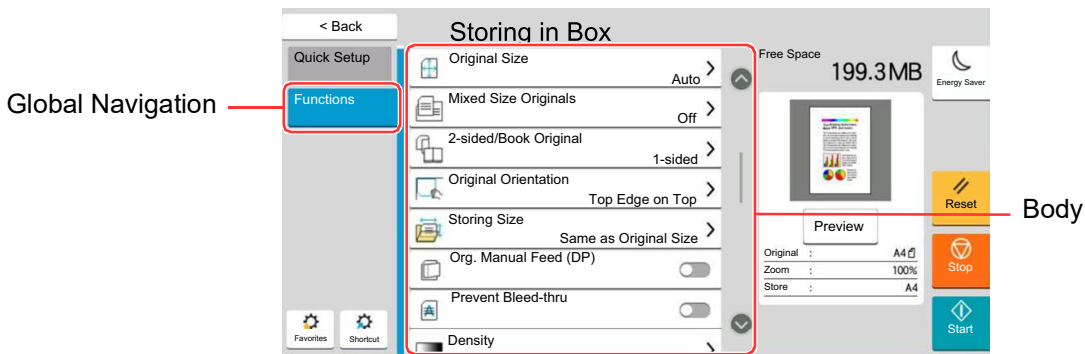 < Back
Storing in Box
Quick Setup
Functions
Global Navigation
Original Size
Auto
Mixed Size Originals
Off
2-sided/Book Original
1-sided
Original Orientation
Top Edge on Top
Storing Size
Same as Original Size
Org. Manual Feed (DP)
Prevent Bleed-thru
Density
Free Space
199.3MB
Preview
Original : A4
Zoom : 100%
Store : A4
Energy Saver
Reset
Stop
Start
Body
Favorites
Shortcut